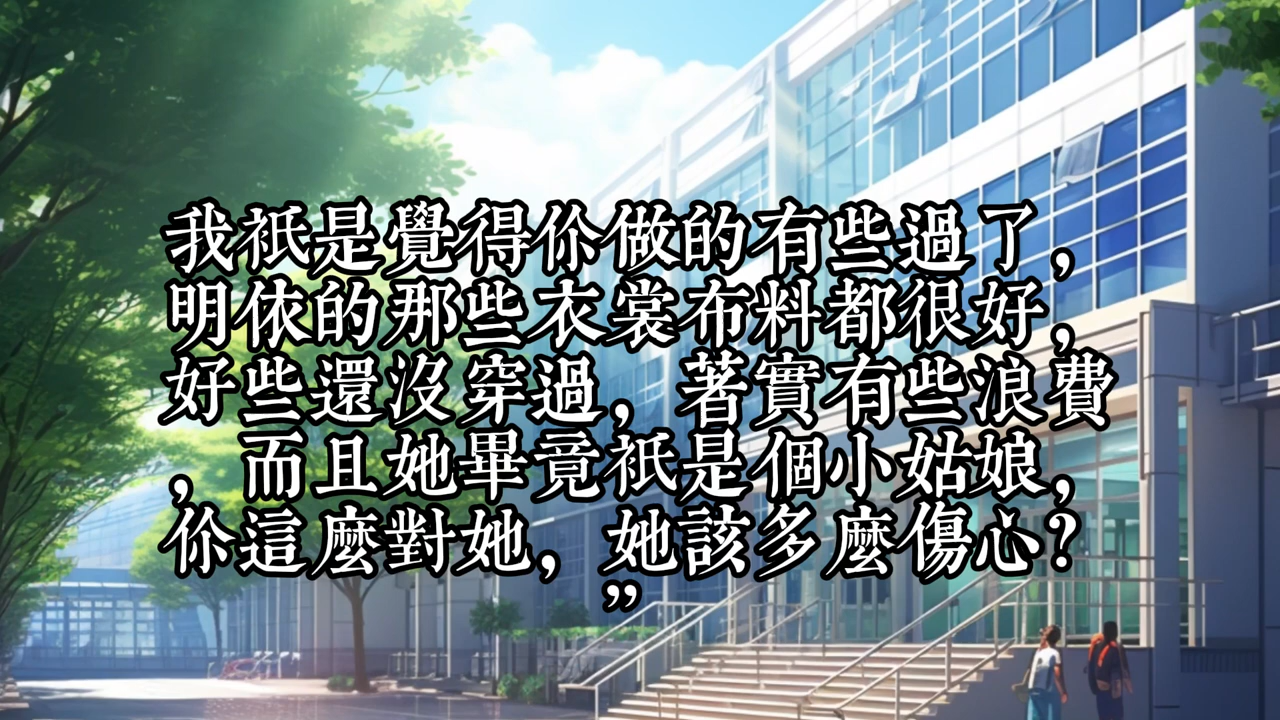 我祇是覺得你做的有些過了，
明依的那些衣裳布料都很好，
好些還沒穿過，著實有些浪費
，而且她畢竟祇是個小姑娘，
你這麼對她，她該多麼傷心？
”